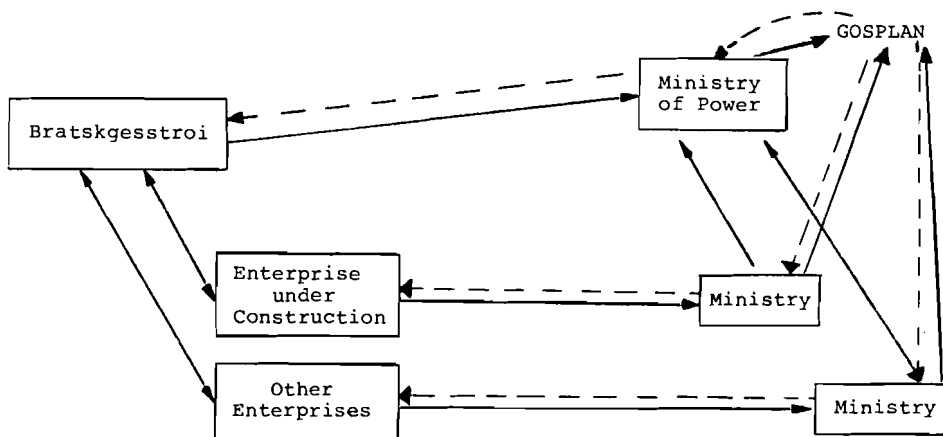 GOSPLAN
Ministry
of Power
Bratskgesstroi
Enterprise
under
Construction
Ministry
Other
Enterprises
Ministry